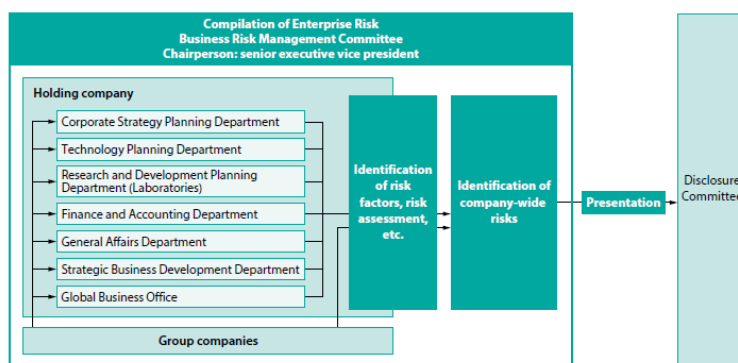 Compilation of Enterprise Risk
Business Risk Management Committee
Chairperson: senior executive vice president
Holding company
Corporate Strategy Planning Department
Technology Planning Department
Research and Development Planning
Department (Laboratories)
Finance and Accounting Department
General Affairs Department
Strategic Business Development Department
Global Business Office
Group companies
Identification
of risk
factors, risk
assessment,
etc.
Identification of
company-wide
risks
Presentation
Disclosure
Committee